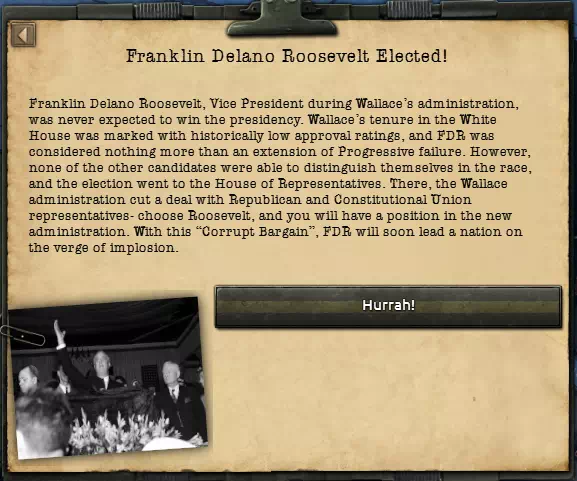 Franklin Delano Roosevelt Elected!
Franklin Delano Roosevelt, Vice President during Wallace's administration,
was never expected to win the presidency. Wallace's tenure in the White
House was marked with historically low approval ratings, and FDR was
considered nothing more than an extension of Progressive failure. However,
none of the other candidates were able to distinguish themselves in the race,
and the election went to the House of Representatives. There, the Wallace
administration cut a deal with Republican and Constitutional Union
representatives- choose Roosevelt, and you will have a position in the new
administration. With this “Corrupt Bargain”, FDR will soon lead a nation on
the verge of implosion.
Hurrah!